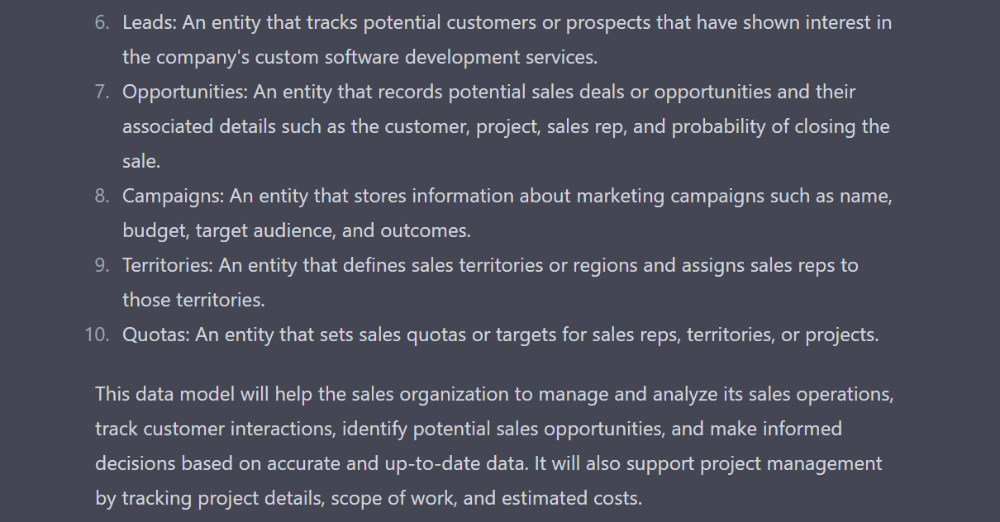 6. Leads: An entity that tracks potential customers or prospects that have shown interest in
the company's custom software development services.
7. Opportunities: An entity that records potential sales deals or opportunities and their
associated details such as the customer, project, sales rep, and probability of closing the
sale.
8. Campaigns: An entity that stores information about marketing campaigns such as name,
budget, target audience, and outcomes.
9. Territories: An entity that defines sales territories or regions and assigns sales reps to
those territories.
10. Quotas: An entity that sets sales quotas or targets for sales reps, territories, or projects.
This data model will help the sales organization to manage and analyze its sales operations,
track customer interactions, identify potential sales opportunities, and make informed
decisions based on accurate and up-to-date data. It will also support project management
by tracking project details, scope of work, and estimated costs.